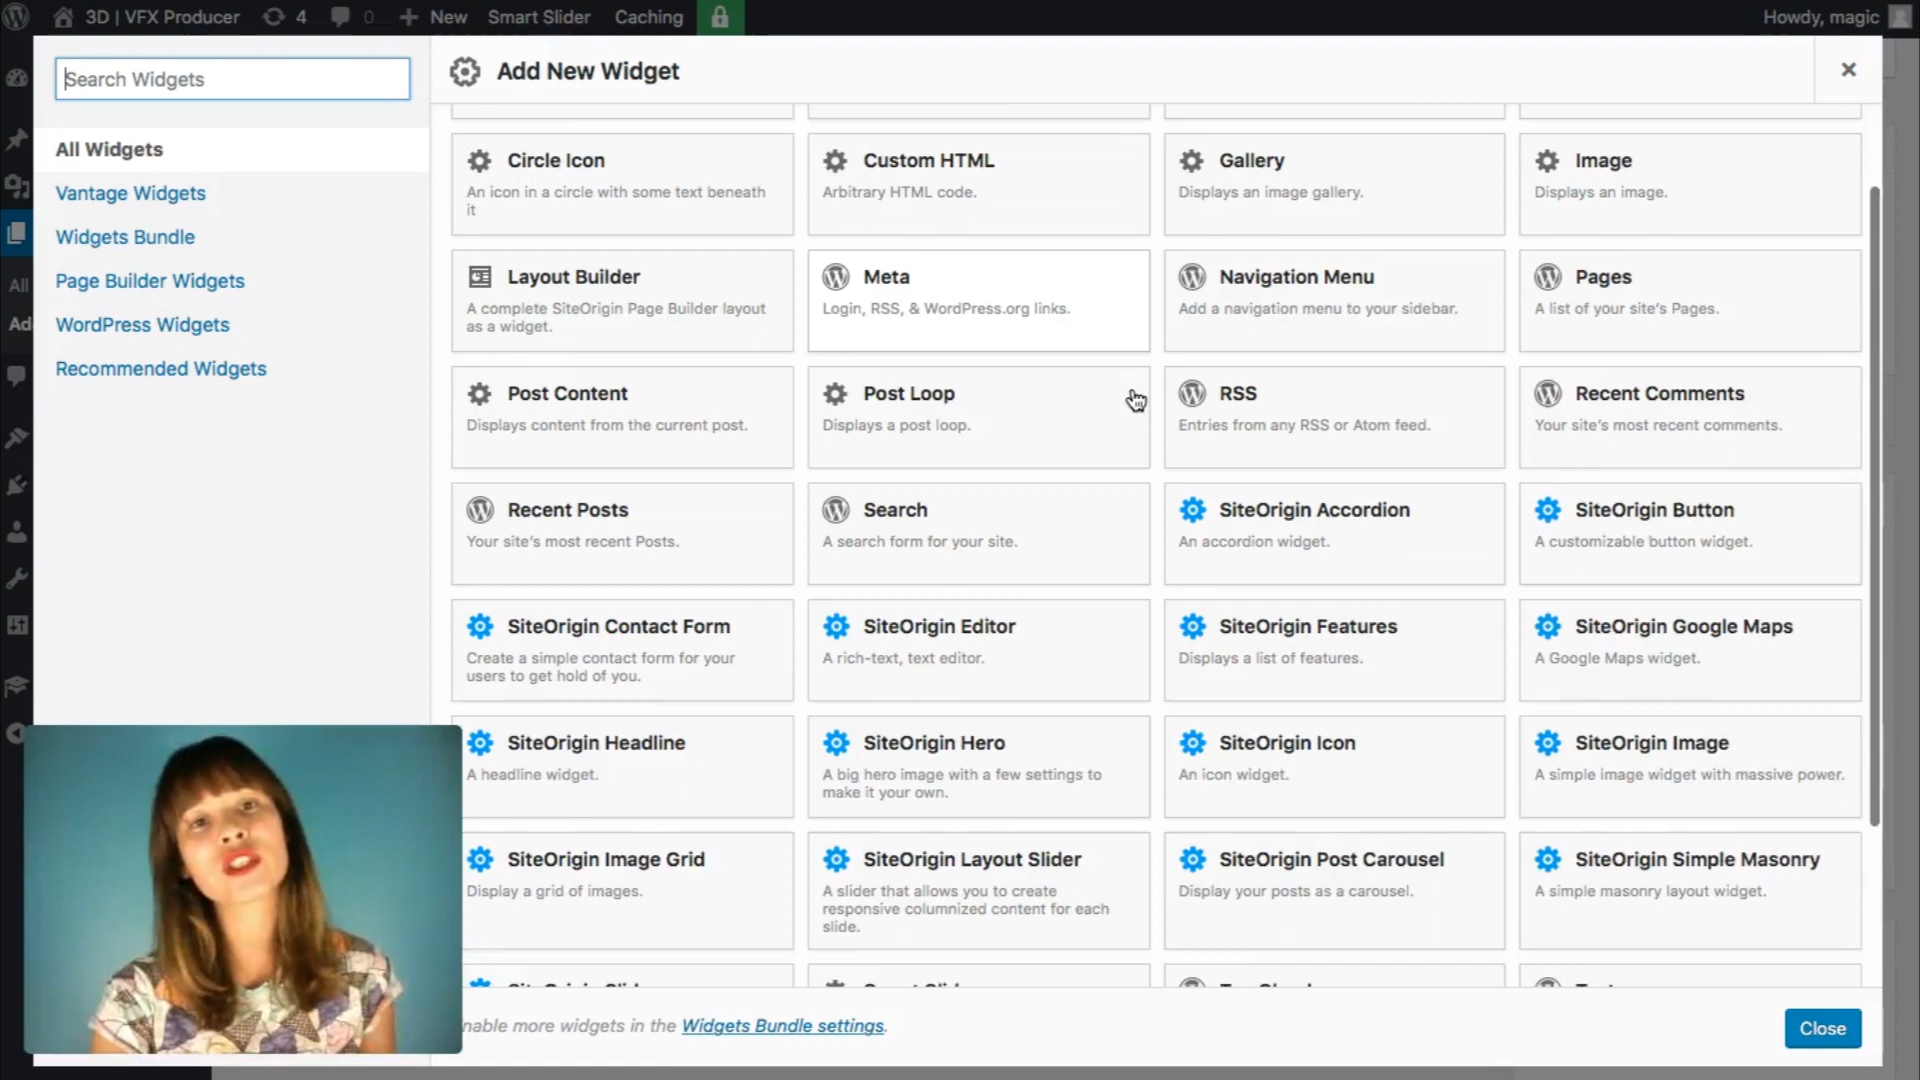 3D | VFX Producer 4 0 New Smart Slider Caching Howdy, magic
Search Widgets
Add New Widget
All Widgets
Vantage Widgets
Widgets Bundle
Page Builder Widgets
WordPress Widgets
Recommended Widgets
All
Ad
Circle Icon
An icon in a circle with some text beneath
it
Custom HTML
Arbitrary HTML code.
Gallery
Displays an image gallery.
Image
Displays an image.
Layout Builder
A complete SiteOrigin Page Builder layout
as a widget.
Meta
Login, RSS, & WordPress.org links.
Navigation Menu
Add a navigation menu to your sidebar.
Pages
A list of your site's Pages.
Post Content
Displays content from the current post.
Post Loop
Displays a post loop.
RSS
Entries from any RSS or Atom feed.
Recent Comments
Your site's most recent comments.
Recent Posts
Your site's most recent Posts.
Search
A search form for your site.
SiteOrigin Accordion
An accordion widget.
SiteOrigin Button
A customizable button widget.
SiteOrigin Contact Form
Create a simple contact form for your
users to get hold of you.
SiteOrigin Editor
A rich-text, text editor.
SiteOrigin Features
Displays a list of features.
SiteOrigin Google Maps
A Google Maps widget.
SiteOrigin Headline
A headline widget.
SiteOrigin Hero
A big hero image with a few settings to
make it your own.
SiteOrigin Icon
An icon widget.
SiteOrigin Image
A simple image widget with massive power.
SiteOrigin Image Grid
Display a grid of images.
SiteOrigin Layout Slider
A slider that allows you to create
responsive columnized content for each
slide.
SiteOrigin Post Carousel
Display your posts as a carousel.
SiteOrigin Simple Masonry
A simple masonry layout widget.
nable more widgets in the Widgets Bundle settings.
Close